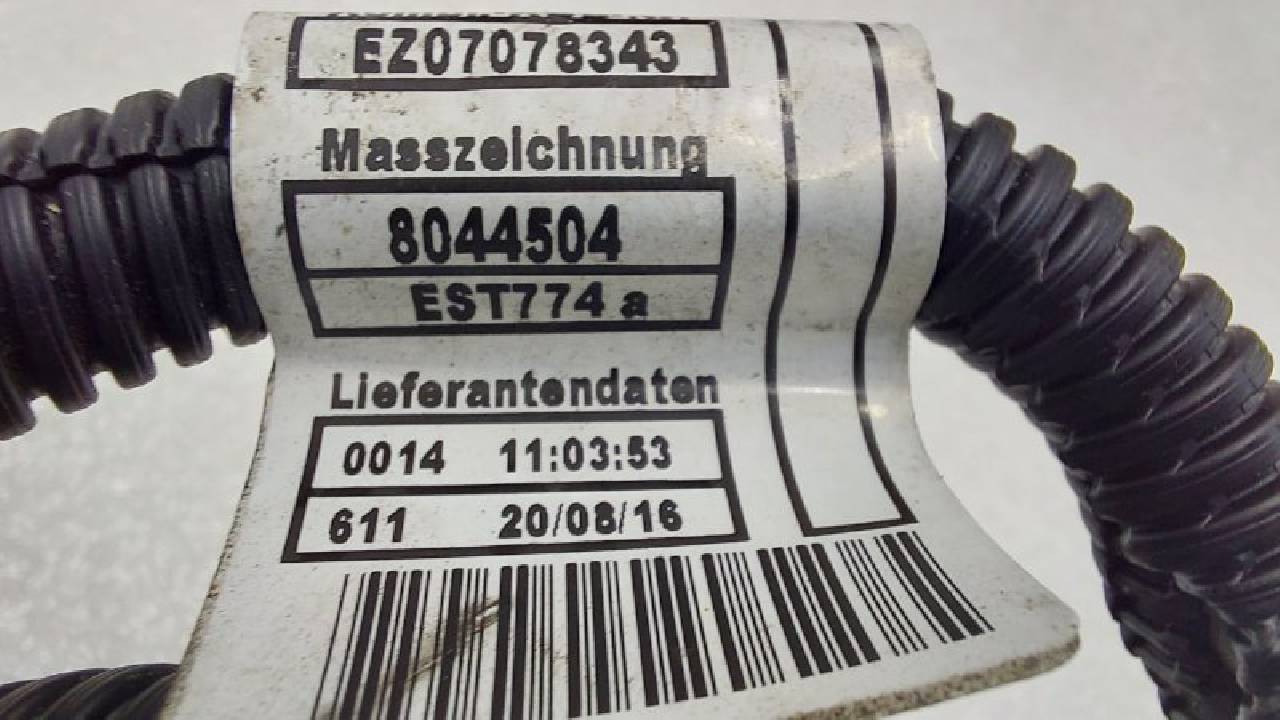 EZ07078343
Masszeichnung
8044504
EST774 a
Lieferantendaten
0014 11:03:53
611 20/08/16